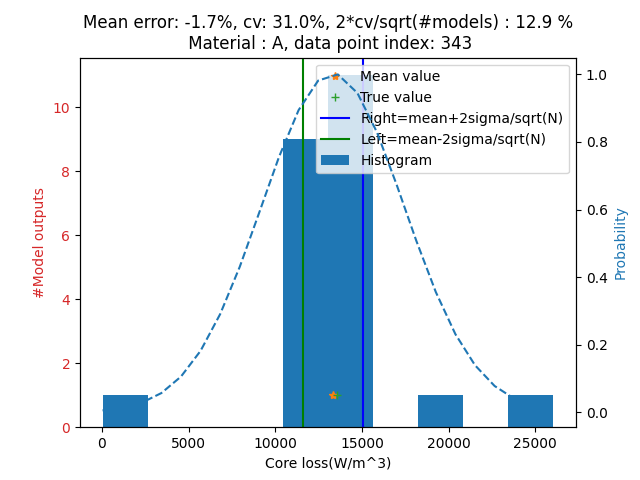 Mean error: -1.7%, cv: 31.0%, 2*cv/sqrt(#models) : 12.9 %
Material : A, data point index: 343
Mean value
True value
Right=mean+2sigma/sqrt(N)
Left=mean-2sigma/sqrt(N)
Histogram
#Model outputs
10
8
6
4
2
0
1.0
0.8
0.6
0.4
0.2
0.0
Probability
0 5000 10000 15000 20000 25000
Core loss(W/m^3)